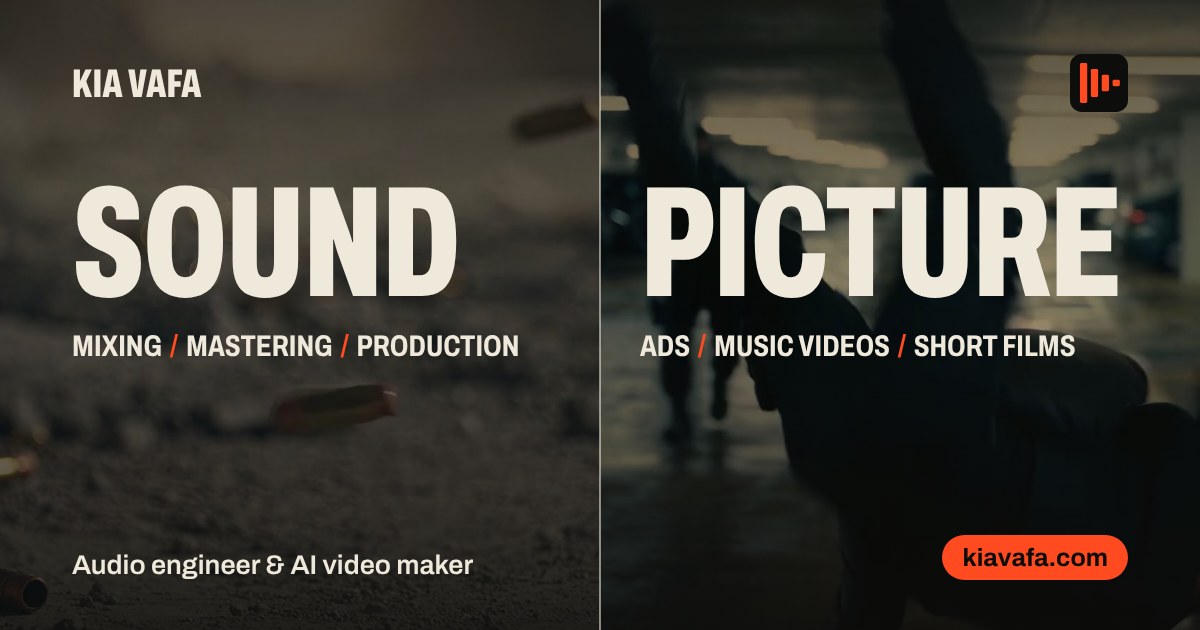 KIA VAFA
SOUND
MIXING / MASTERING / PRODUCTION
PICTURE
ADS / MUSIC VIDEOS / SHORT FILMS
Audio engineer & AI video maker
kiavafa.com